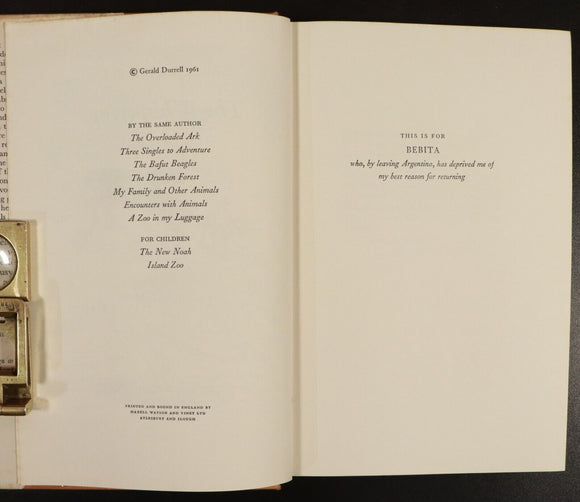 © Gerald Durrell 1961
BY THE SAME AUTHOR
The Overloaded Ark
Three Singles to Adventure
The Bafut Beagles
The Drunken Forest
My Family and Other Animals
Encounters with Animals
A Zoo in my Luggage
FOR CHILDREN
The New Noah
Island Zoo
PRINTED AND BOUND IN ENGLAND BY
HAZELL WATSON AND VINEY LTD
AYLESBURY AND SLOUGH
THIS IS FOR
BEBITA
who, by leaving Argentina, has deprived me of
my best reason for returning